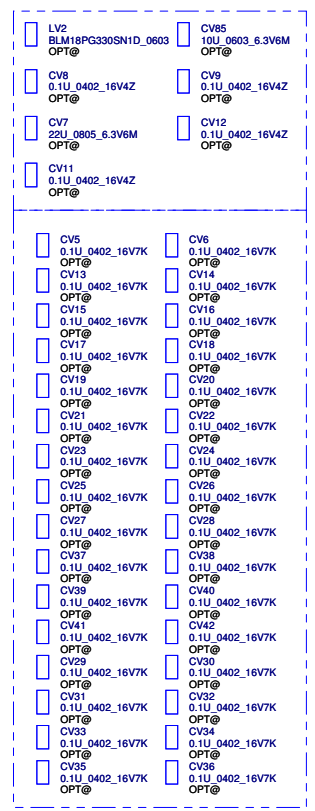 LV2
BLM18PG330SN1D_0603
OPT@
CV85
10U_0603_6.3V6M
OPT@
CV8
0.1U_0402_16V4Z
OPT@
CV9
0.1U_0402_16V4Z
OPT@
CV7
22U_0805_6.3V6M
OPT@
CV12
0.1U_0402_16V4Z
OPT@
CV11
0.1U_0402_16V4Z
OPT@
CV5
0.1U_0402_16V7K
OPT@
CV6
0.1U_0402_16V7K
OPT@
CV13
0.1U_0402_16V7K
OPT@
CV14
0.1U_0402_16V7K
OPT@
CV15
0.1U_0402_16V7K
OPT@
CV16
0.1U_0402_16V7K
OPT@
CV17
0.1U_0402_16V7K
OPT@
CV18
0.1U_0402_16V7K
OPT@
CV19
0.1U_0402_16V7K
OPT@
CV20
0.1U_0402_16V7K
OPT@
CV21
0.1U_0402_16V7K
OPT@
CV22
0.1U_0402_16V7K
OPT@
CV23
0.1U_0402_16V7K
OPT@
CV24
0.1U_0402_16V7K
OPT@
CV25
0.1U_0402_16V7K
OPT@
CV26
0.1U_0402_16V7K
OPT@
CV27
0.1U_0402_16V7K
OPT@
CV28
0.1U_0402_16V7K
OPT@
CV37
0.1U_0402_16V7K
OPT@
CV38
0.1U_0402_16V7K
OPT@
CV39
0.1U_0402_16V7K
OPT@
CV40
0.1U_0402_16V7K
OPT@
CV41
0.1U_0402_16V7K
OPT@
CV42
0.1U_0402_16V7K
OPT@
CV29
0.1U_0402_16V7K
OPT@
CV30
0.1U_0402_16V7K
OPT@
CV31
0.1U_0402_16V7K
OPT@
CV32
0.1U_0402_16V7K
OPT@
CV33
0.1U_0402_16V7K
OPT@
CV34
0.1U_0402_16V7K
OPT@
CV35
0.1U_0402_16V7K
OPT@
CV36
0.1U_0402_16V7K
OPT@